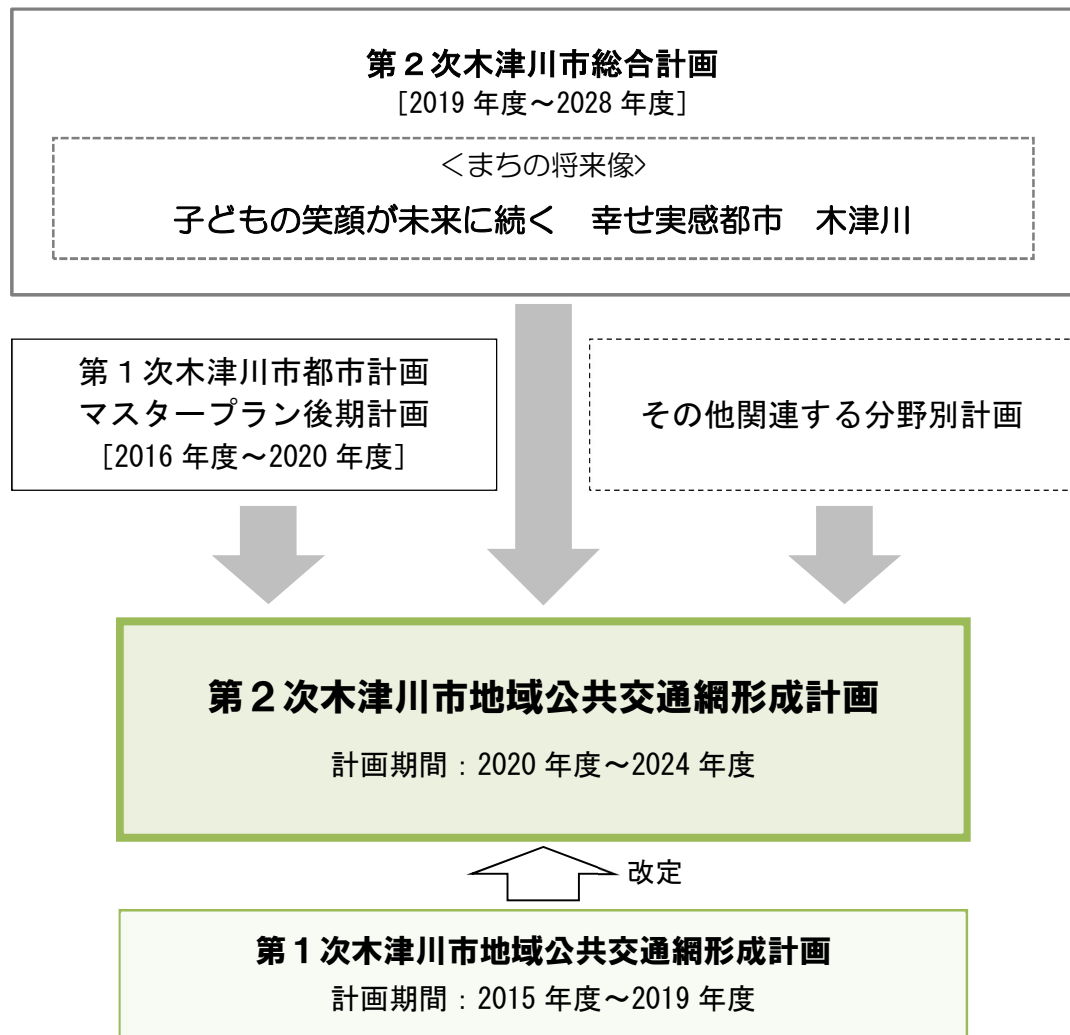 第２次木津川市総合計画
[2019 年度～2028 年度]
＜まちの将来像＞
子どもの笑顔が未来に続く　幸せ実感都市　木津川
第１次木津川市都市計画
マスタープラン後期計画
[2016 年度～2020 年度]
その他関連する分野別計画
第２次木津川市地域公共交通網形成計画
計画期間：2020 年度～2024 年度
改定
第１次木津川市地域公共交通網形成計画
計画期間：2015 年度～2019 年度